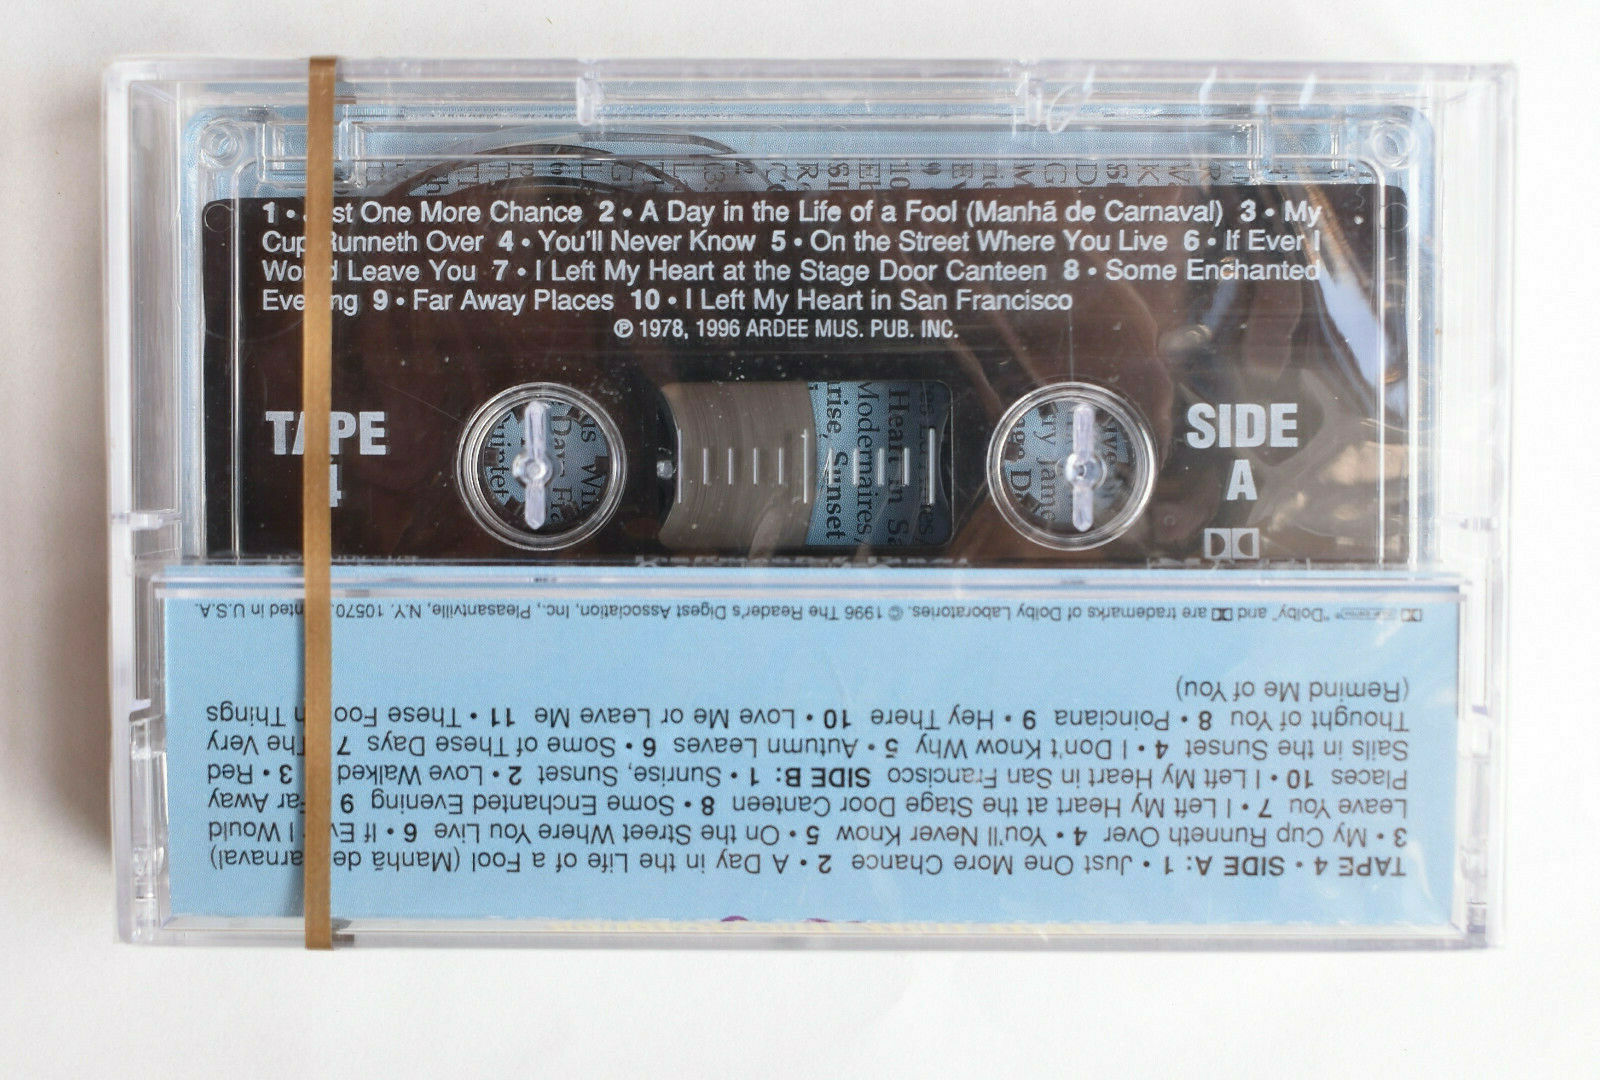 1 • st One More Chance 2 • A Day in the Life of a Fool (Manhã de Carnaval) 3 • My
Cup Runneth Over 4 • You'll Never Know 5 • On the Street Where You Live 6 • If Ever I
Would Leave You 7 • I Left My Heart at the Stage Door Canteen 8 • Some Enchanted
Evening 9 • Far Away Places 10 • I Left My Heart in San Francisco
℗ 1978, 1996 ARDEE MUS. PUB. INC.
TAPE
4
SIDE
A
Heart in Sa
Modernaires,
rise, Sunset
TAPE 4 • SIDE A: 1 • Just One More Chance 2 • A Day in the Life of a Fool (Manhã de Carnaval)
3 • My Cup Runneth Over 4 • You'll Never Know 5 • On the Street Where You Live 6 • If Ever I Would
Leave You 7 • I Left My Heart at the Stage Door Canteen 8 • Some Enchanted Evening 9 Far Away
Places 10 • I Left My Heart in San Francisco SIDE B: 1 • Sunrise, Sunset 2 • Love Walked 3 • Red
Sails in the Sunset 4 • I Don't Know Why 5 • Autumn Leaves 6 • Some of These Days 7 The Very
Thought of You 8 • Poinciana 9 • Hey There 10 • Love Me or Leave Me 11 • These Foolish Things
(Remind Me of You)
"Dolby" and are trademarks of Dolby Laboratories. © 1996 The Reader's Digest Association, Inc., Pleasantville, N.Y. 10570. Printed in U.S.A.